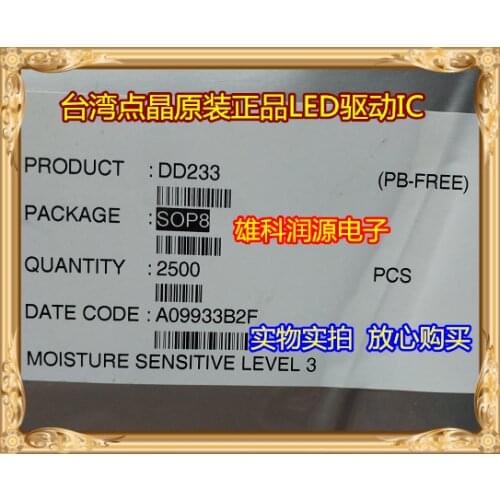 台湾点晶原装正品LED驱动IC
PRODUCT : DD233 (PB-FREE)
PACKAGE : SOP8
雄科润源电子
QUANTITY : 2500 PCS
DATE CODE : A09933B2F
实物实拍 放心购买
MOISTURE SENSITIVE LEVEL 3